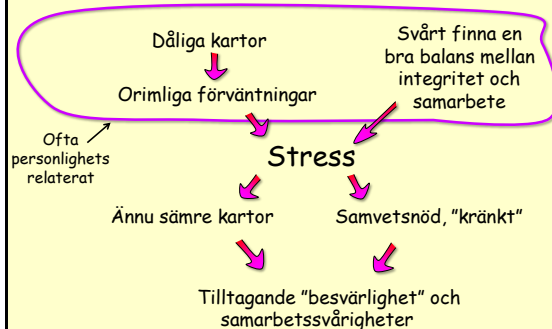 Dåliga kartor
Svårt finna en
bra balans mellan
integritet och
samarbete
Orimliga förväntningar
Ofta
personlighets
relaterat
Stress
Ännu sämre kartor
Samvetsnöd, ”kränkt”
Tilltagande ”besvärlighet” och
samarbetssvårigheter